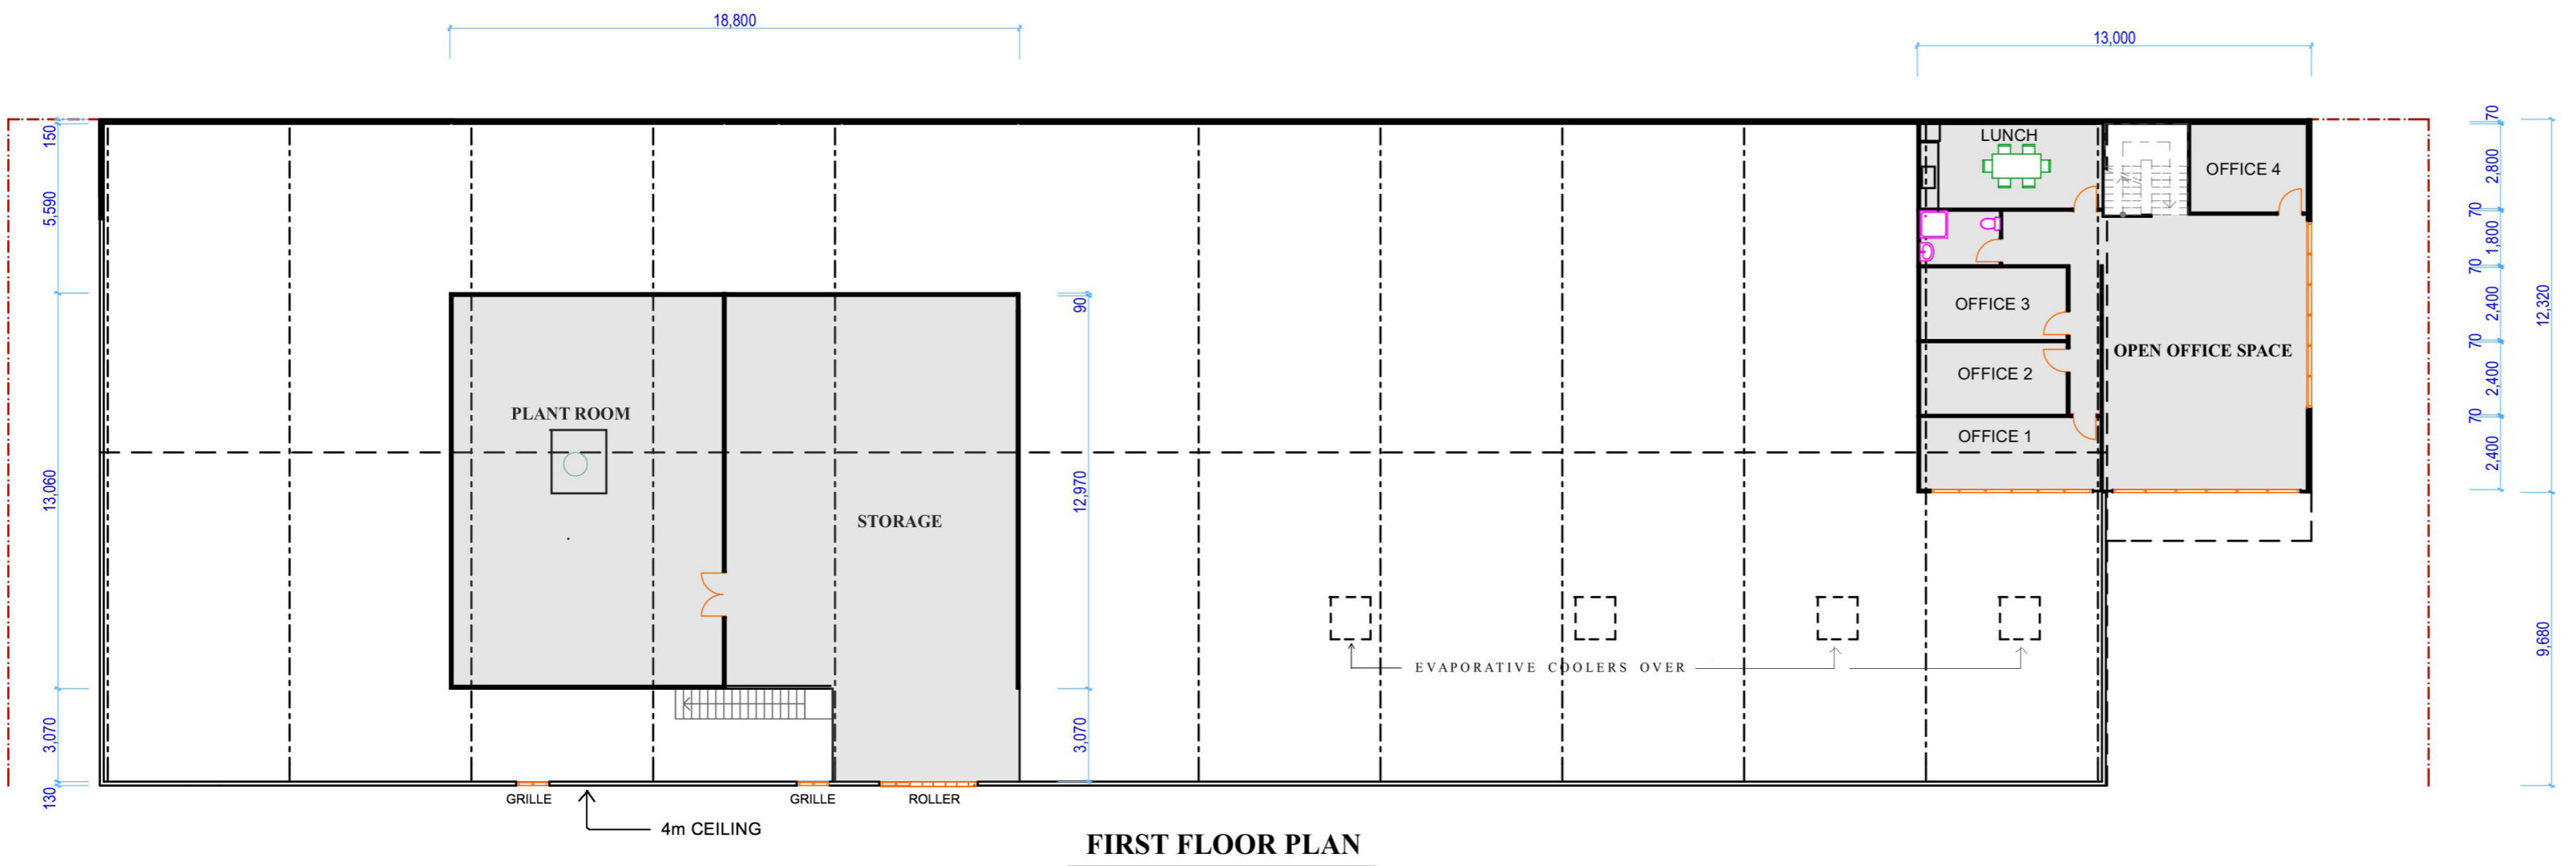 18,800
13,000
150
5,590
13,060
3,070
130
90
12,970
3,070
70
2,800
70
1,800
70
2,400
70
2,400
70
2,400
12,320
9,680
LUNCH
OFFICE 4
OFFICE 3
OPEN OFFICE SPACE
OFFICE 2
PLANT ROOM
OFFICE 1
STORAGE
EVAPORATIVE COOLERS OVER
GRILLE
GRILLE
ROLLER
4m CEILING
FIRST FLOOR PLAN